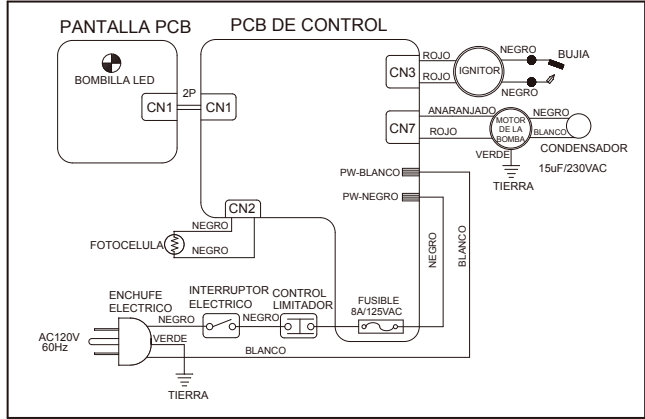 PANTALLA PCB
PCB DE CONTROL
BOMBILLA LED
CN1
2P
CN1
CN3
ROJO
ROJO
IGNITOR
NEGRO
NEGRO
BUJIA
CN7
ANARANJADO
ROJO
MOTOR
DE LA
BOMBA
NEGRO
BLANCO
CONDENSADOR
15uF/230VAC
VERDE
TIERRA
PW-BLANCO
PW-NEGRO
CN2
NEGRO
NEGRO
FOTOCELULA
NEGRO
BLANCO
ENCHUFE
ELECTRICO
INTERRUPTOR
ELECTRICO
CONTROL
LIMITADOR
FUSIBLE
8A/125VAC
NEGRO
NEGRO
AC120V
60Hz
VERDE
BLANCO
TIERRA